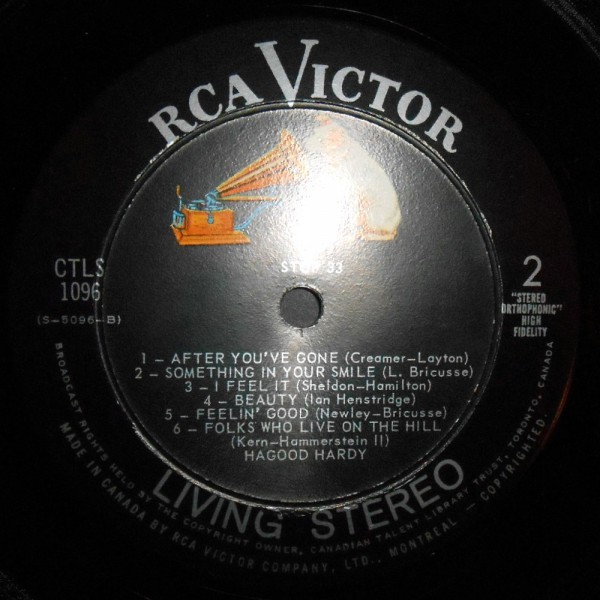 RCA VICTOR
CTLS
1096
(S-5096-B)
33
2
"STEREO
ORTHOPHONIC"
HIGH
FIDELITY
1 – AFTER YOU'VE GONE (Creamer–Layton)
2 – SOMETHING IN YOUR SMILE (L. Bricusse)
3 – I FEEL IT (Sheldon–Hamilton)
4 – BEAUTY (Ian Henstridge)
5 – FEELIN' GOOD (Newley–Bricusse)
6 – FOLKS WHO LIVE ON THE HILL
(Kern–Hammerstein II)
HAGOOD HARDY
LIVING STEREO
BROADCAST RIGHTS HELD BY THE COPYRIGHT OWNER, CANADIAN TALENT LIBRARY TRUST, TORONTO, CANADA
MADE IN CANADA BY RCA VICTOR COMPANY, LTD., MONTREAL – COPYRIGHTED.